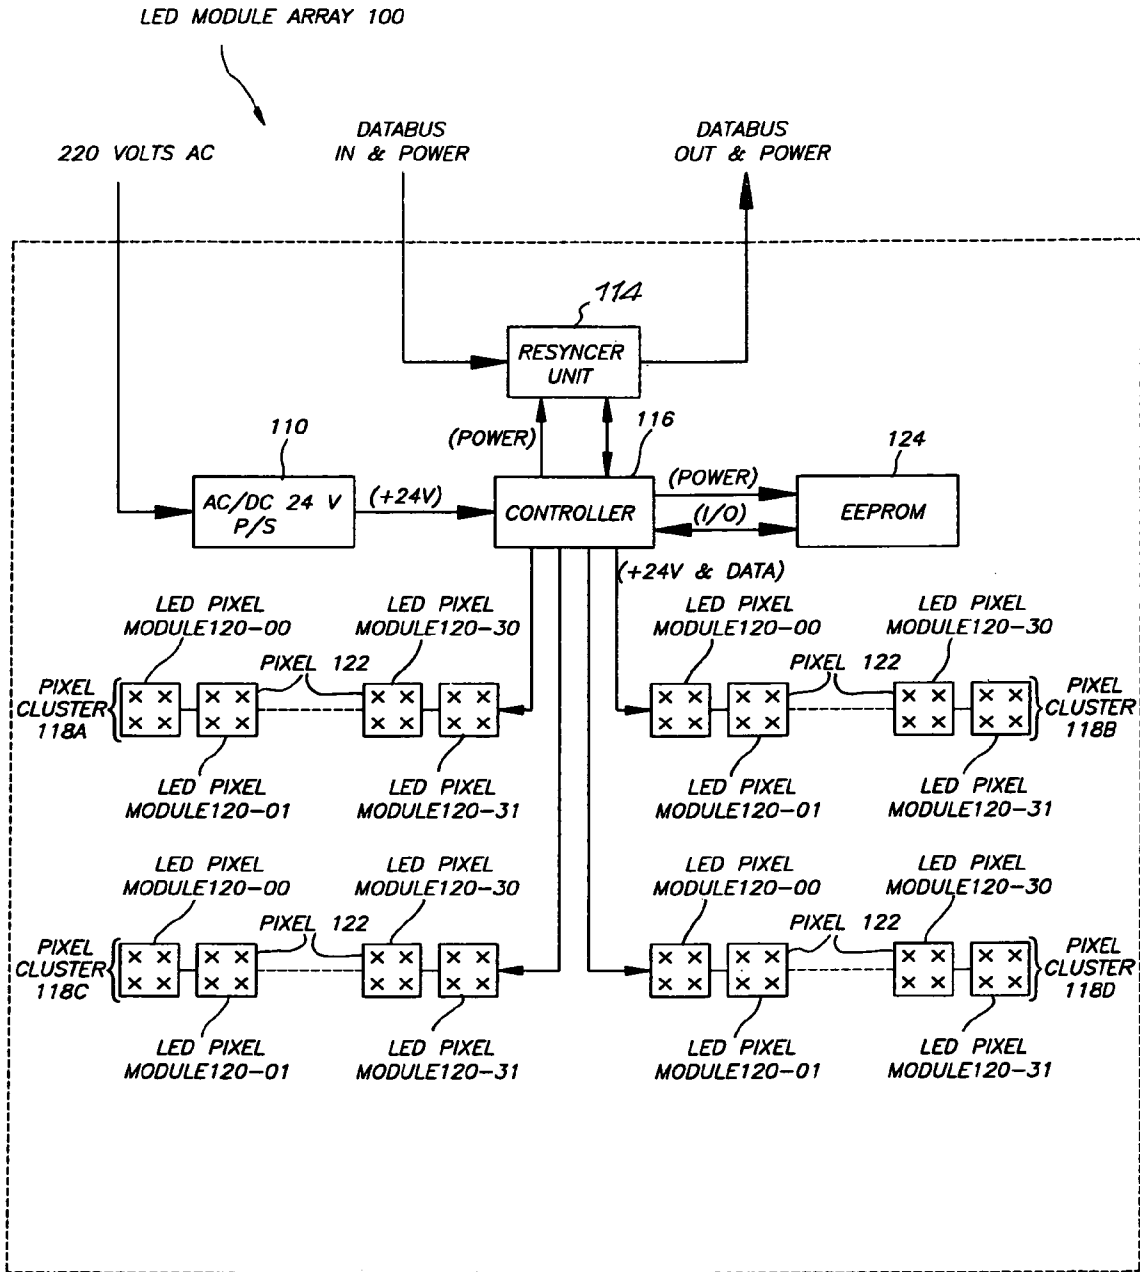 LED MODULE ARRAY 100
220 VOLTS AC
DATABUS
IN & POWER
DATABUS
OUT & POWER
114
RESYNCER
UNIT
(POWER)
116
110
AC/DC 24 V
P/S
(+24V)
CONTROLLER
(POWER)
(I/O)
124
EEPROM
(+24V & DATA)
LED PIXEL
MODULE120-00
LED PIXEL
MODULE120-30
PIXEL 122
PIXEL
CLUSTER
118A
LED PIXEL
MODULE120-01
LED PIXEL
MODULE120-31
LED PIXEL
MODULE120-00
LED PIXEL
MODULE120-30
PIXEL 122
PIXEL
CLUSTER
118B
LED PIXEL
MODULE120-01
LED PIXEL
MODULE120-31
LED PIXEL
MODULE120-00
LED PIXEL
MODULE120-30
PIXEL 122
PIXEL
CLUSTER
118C
LED PIXEL
MODULE120-01
LED PIXEL
MODULE120-31
LED PIXEL
MODULE120-00
LED PIXEL
MODULE120-30
PIXEL 122
PIXEL
CLUSTER
118D
LED PIXEL
MODULE120-01
LED PIXEL
MODULE120-31